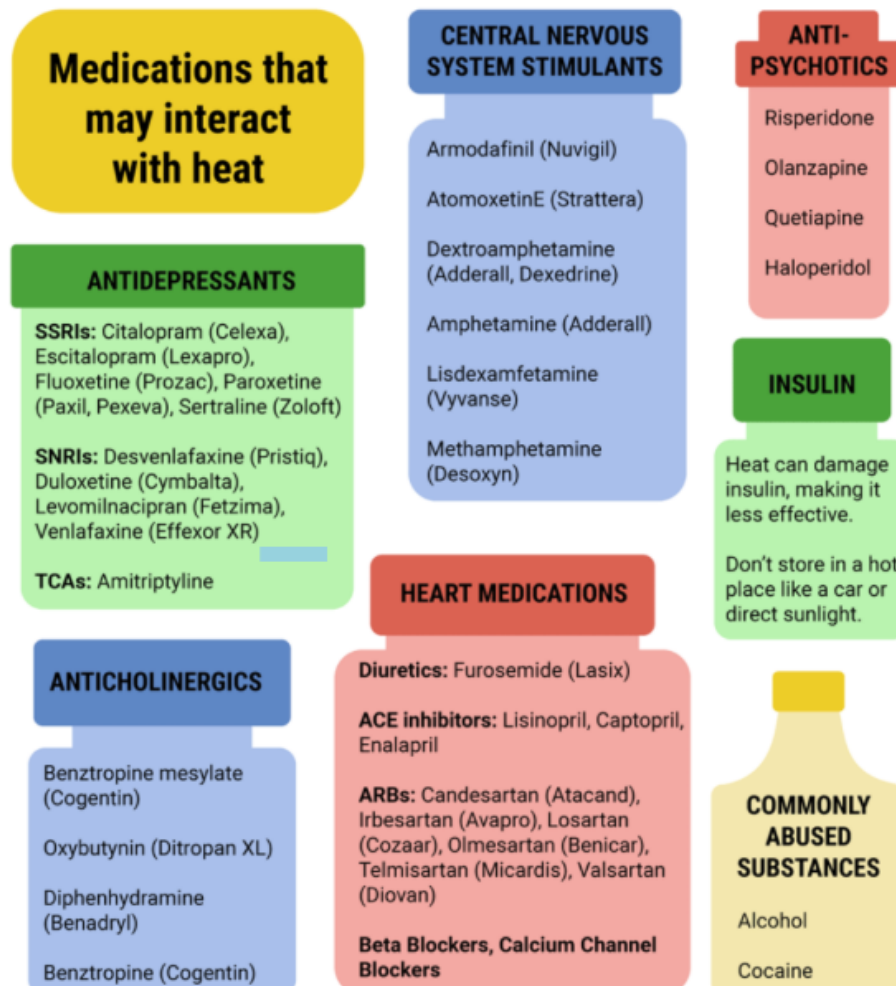 Medications that
may interact
with heat
CENTRAL NERVOUS
SYSTEM STIMULANTS
Armodafinil (Nuvigil)
AtomoxetinE (Strattera)
Dextroamphetamine
(Adderall, Dexedrine)
Amphetamine (Adderall)
Lisdexamfetamine
(Vyvanse)
Methamphetamine
(Desoxyn)
ANTI-
PSYCHOTICS
Risperidone
Olanzapine
Quetiapine
Haloperidol
ANTIDEPRESSANTS
SSRIs: Citalopram (Celexa),
Escitalopram (Lexapro),
Fluoxetine (Prozac), Paroxetine
(Paxil, Pexeva), Sertraline (Zoloft)
SNRIs: Desvenlafaxine (Pristiq),
Duloxetine (Cymbalta),
Levomilnacipran (Fetzima),
Venlafaxine (Effexor XR)
TCAs: Amitriptyline
INSULIN
Heat can damage
insulin, making it
less effective.
Don't store in a hot
place like a car or
direct sunlight.
ANTICHOLINERGICS
Benztropine mesylate
(Cogentin)
Oxybutynin (Ditropan XL)
Diphenhydramine
(Benadryl)
Benztropine (Cogentin)
HEART MEDICATIONS
Diuretics: Furosemide (Lasix)
ACE inhibitors: Lisinopril, Captopril,
Enalapril
ARBs: Candesartan (Atacand),
Irbesartan (Avapro), Losartan
(Cozaar), Olmesartan (Benicar),
Telmisartan (Micardis), Valsartan
(Diovan)
Beta Blockers, Calcium Channel
Blockers
COMMONLY
ABUSED
SUBSTANCES
Alcohol
Cocaine